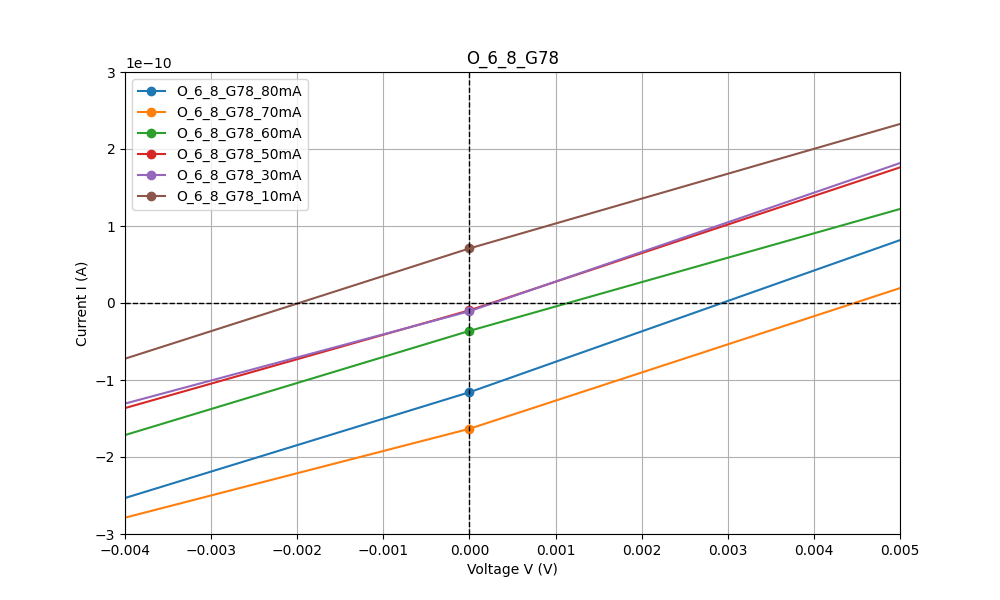 O_6_8_G78
1e−10
3
2
1
0
−1
−2
−3
Current I (A)
O_6_8_G78_80mA
O_6_8_G78_70mA
O_6_8_G78_60mA
O_6_8_G78_50mA
O_6_8_G78_30mA
O_6_8_G78_10mA
−0.004 −0.003 −0.002 −0.001 0.000 0.001 0.002 0.003 0.004 0.005
Voltage V (V)